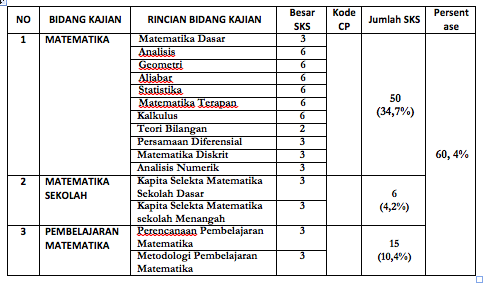 NO BIDANG KAJIAN RINCIAN BIDANG KAJIAN Besar SKS Kode CP Jumlah SKS Persent ase
1 MATEMATIKA Matematika Dasar 3 50 (34,7%) 60, 4%
Analisis 6
Geometri 6
Aljabar 6
Statistika 6
Matematika Terapan 6
Kalkulus 6
Teori Bilangan 2
Persamaan Diferensial 3
Matematika Diskrit 3
Analisis Numerik 3
2 MATEMATIKA SEKOLAH Kapita Selekta Matematika Sekolah Dasar 3 6 (4,2%)
Kapita Selekta Matematika sekolah Menangah 3
3 PEMBELAJARAN MATEMATIKA Perencanaan Pembelajaran Matematika 3 15 (10,4%)
Metodologi Pembelajaran Matematika 3